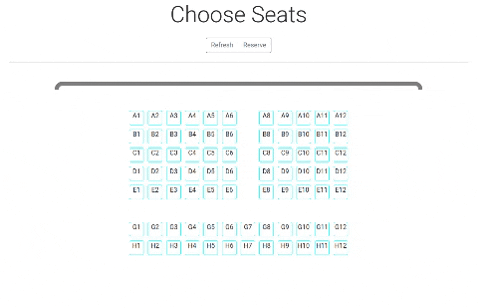 Choose Seats
Refresh Reserve
A1 A2 A3 A4 A5 A6 A8 A9 A10 A11 A12
B1 B2 B3 B4 B5 B6 B8 B9 B10 B11 B12
C1 C2 C3 C4 C5 C6 C8 C9 C10 C11 C12
D1 D2 D3 D4 D5 D6 D8 D9 D10 D11 D12
E1 E2 E3 E4 E5 E6 E8 E9 E10 E11 E12
G1 G2 G3 G4 G5 G6 G7 G8 G9 G10 G11 G12
H1 H2 H3 H4 H5 H6 H7 H8 H9 H10 H11 H12